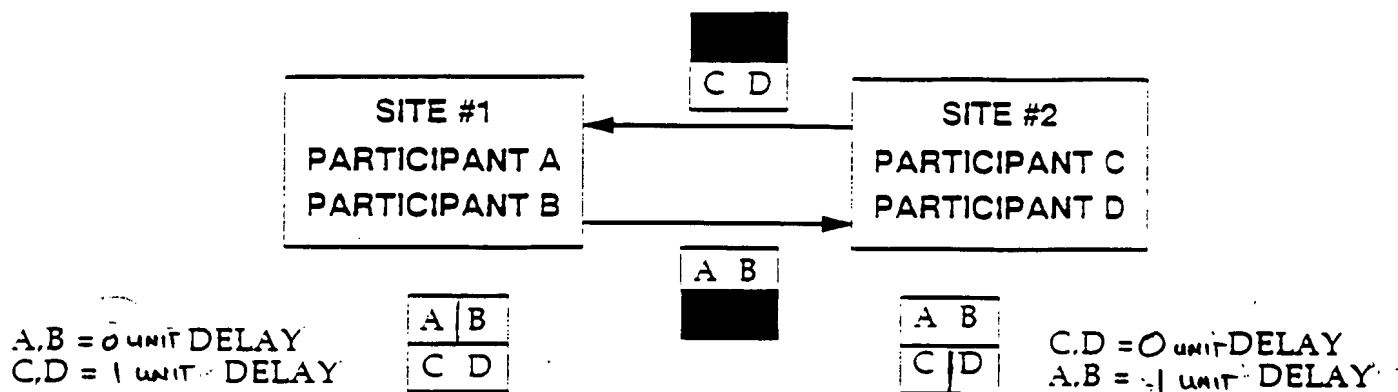 C D
SITE #1
PARTICIPANT A
PARTICIPANT B
SITE #2
PARTICIPANT C
PARTICIPANT D
A B
A B
C D
A B
C D
A,B = 0 UNIT DELAY
C,D = 1 UNIT DELAY
C,D = 0 UNIT DELAY
A,B = 1 UNIT DELAY